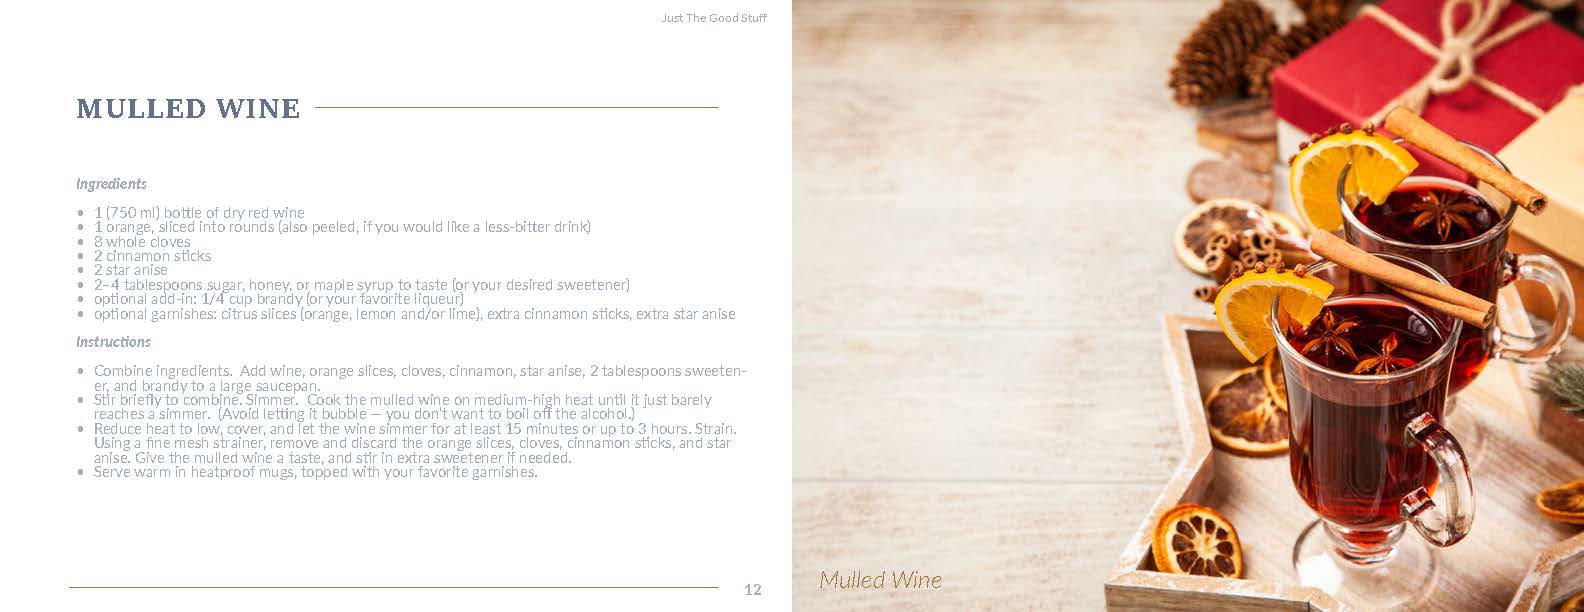 Just The Good Stuff
MULLED WINE
Ingredients
• 1 (750 ml) bottle of dry red wine
• 1 orange, sliced into rounds (also peeled, if you would like a less-bitter drink)
• 8 whole cloves
• 2 cinnamon sticks
• 2 star anise
• 2–4 tablespoons sugar, honey, or maple syrup to taste (or your desired sweetener)
• optional add-in: 1/4 cup brandy (or your favorite liqueur)
• optional garnishes: citrus slices (orange, lemon and/or lime), extra cinnamon sticks, extra star anise
Instructions
• Combine ingredients.  Add wine, orange slices, cloves, cinnamon, star anise, 2 tablespoons sweeten-
er, and brandy to a large saucepan.
• Stir briefly to combine. Simmer.  Cook the mulled wine on medium-high heat until it just barely
reaches a simmer.  (Avoid letting it bubble — you don't want to boil off the alcohol.)
• Reduce heat to low, cover, and let the wine simmer for at least 15 minutes or up to 3 hours. Strain.
Using a fine mesh strainer, remove and discard the orange slices, cloves, cinnamon sticks, and star
anise. Give the mulled wine a taste, and stir in extra sweetener if needed.
• Serve warm in heatproof mugs, topped with your favorite garnishes.
12
Mulled Wine